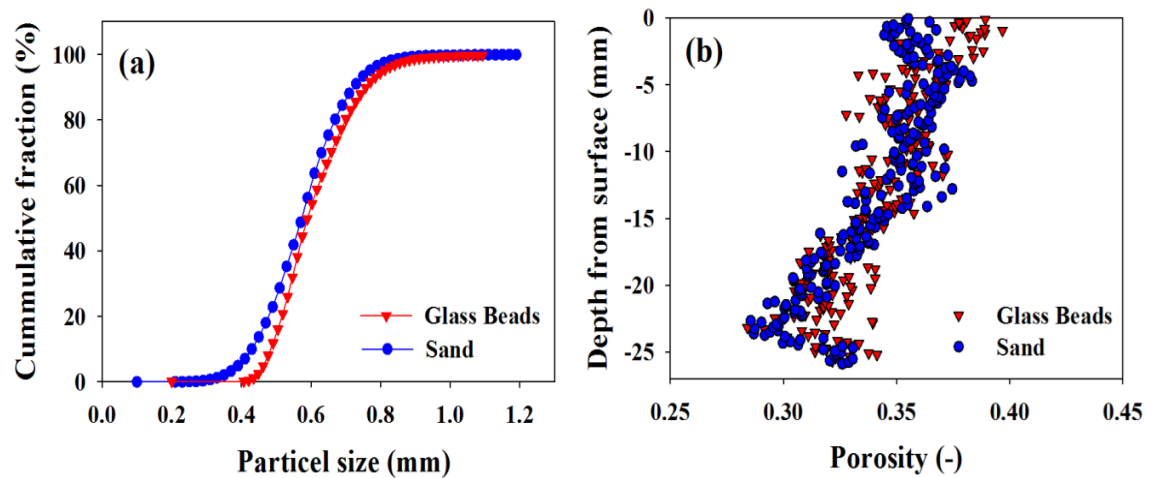 (a)
Cummulative fraction (%)
100
80
60
40
20
0
0.0 0.2 0.4 0.6 0.8 1.0 1.2
Particel size (mm)
Glass Beads
Sand
(b)
Depth from surface (mm)
0
-5
-10
-15
-20
-25
0.25 0.30 0.35 0.40 0.45
Porosity (-)
Glass Beads
Sand